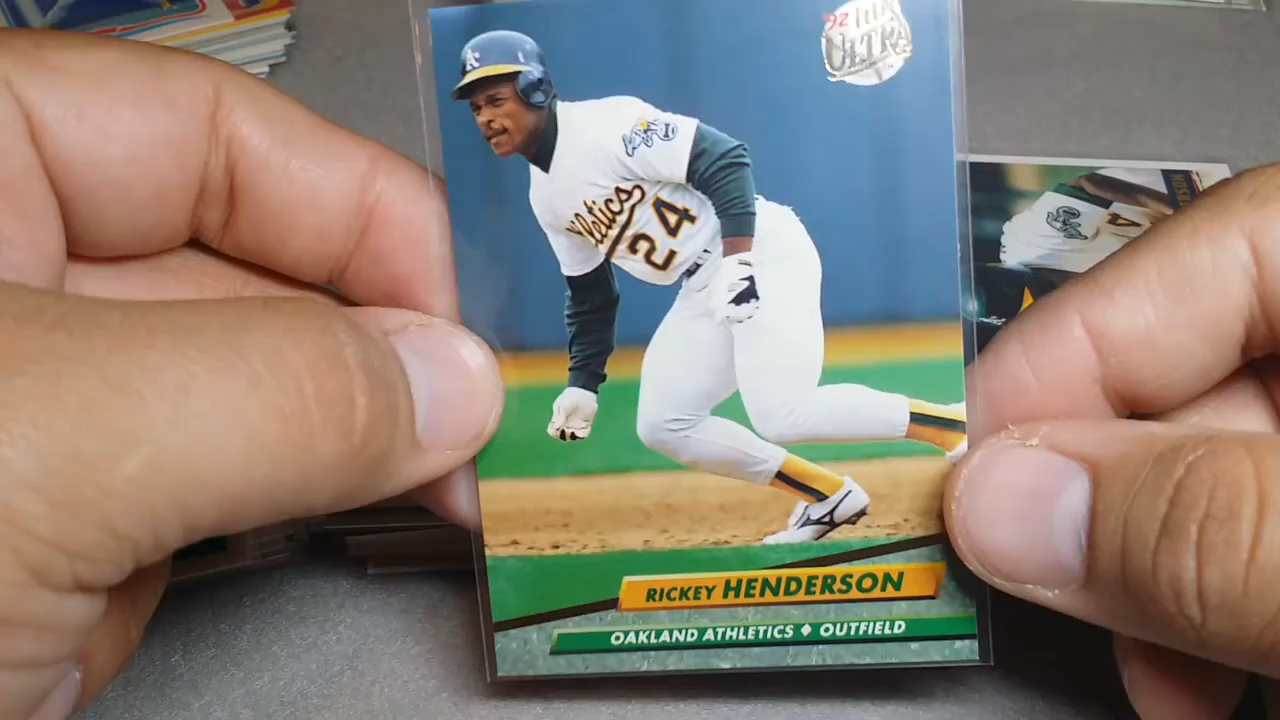 '92
ULTRA
A's
Athletics
24
RICKEY HENDERSON
OAKLAND ATHLETICS ♦ OUTFIELD